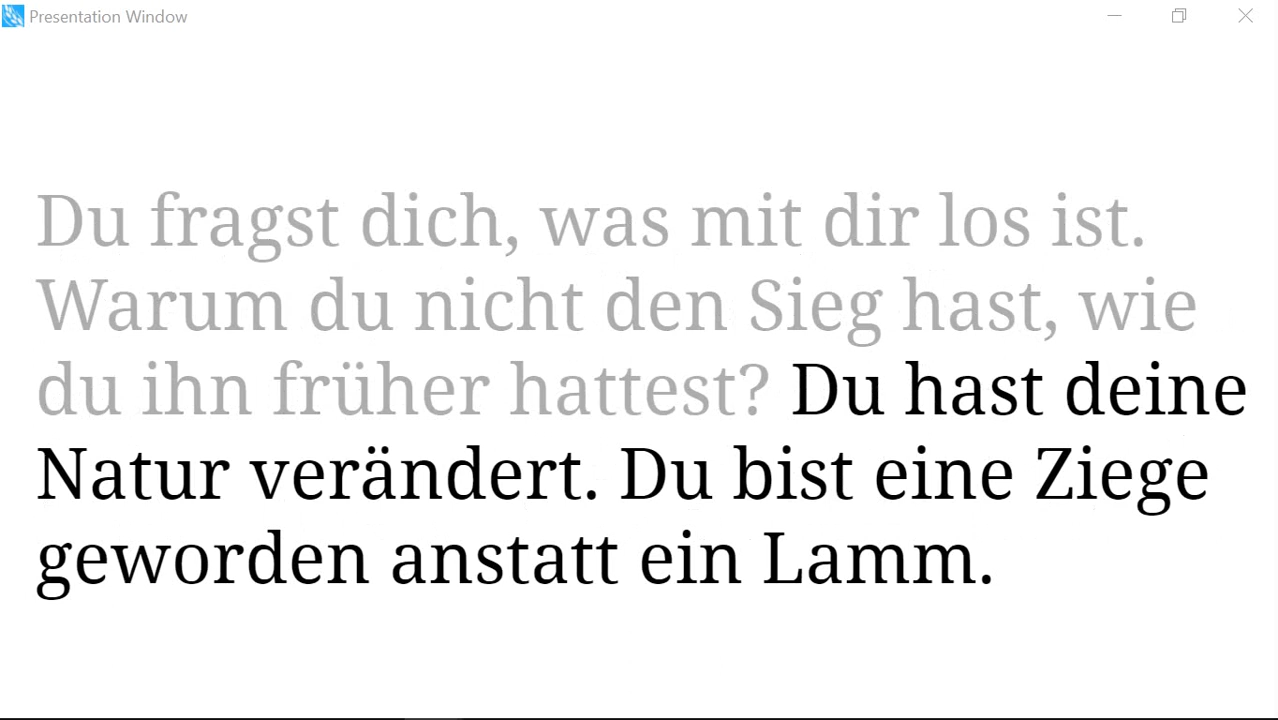 Presentation Window
Du fragst dich, was mit dir los ist.
Warum du nicht den Sieg hast, wie
du ihn früher hattest? Du hast deine
Natur verändert. Du bist eine Ziege
geworden anstatt ein Lamm.